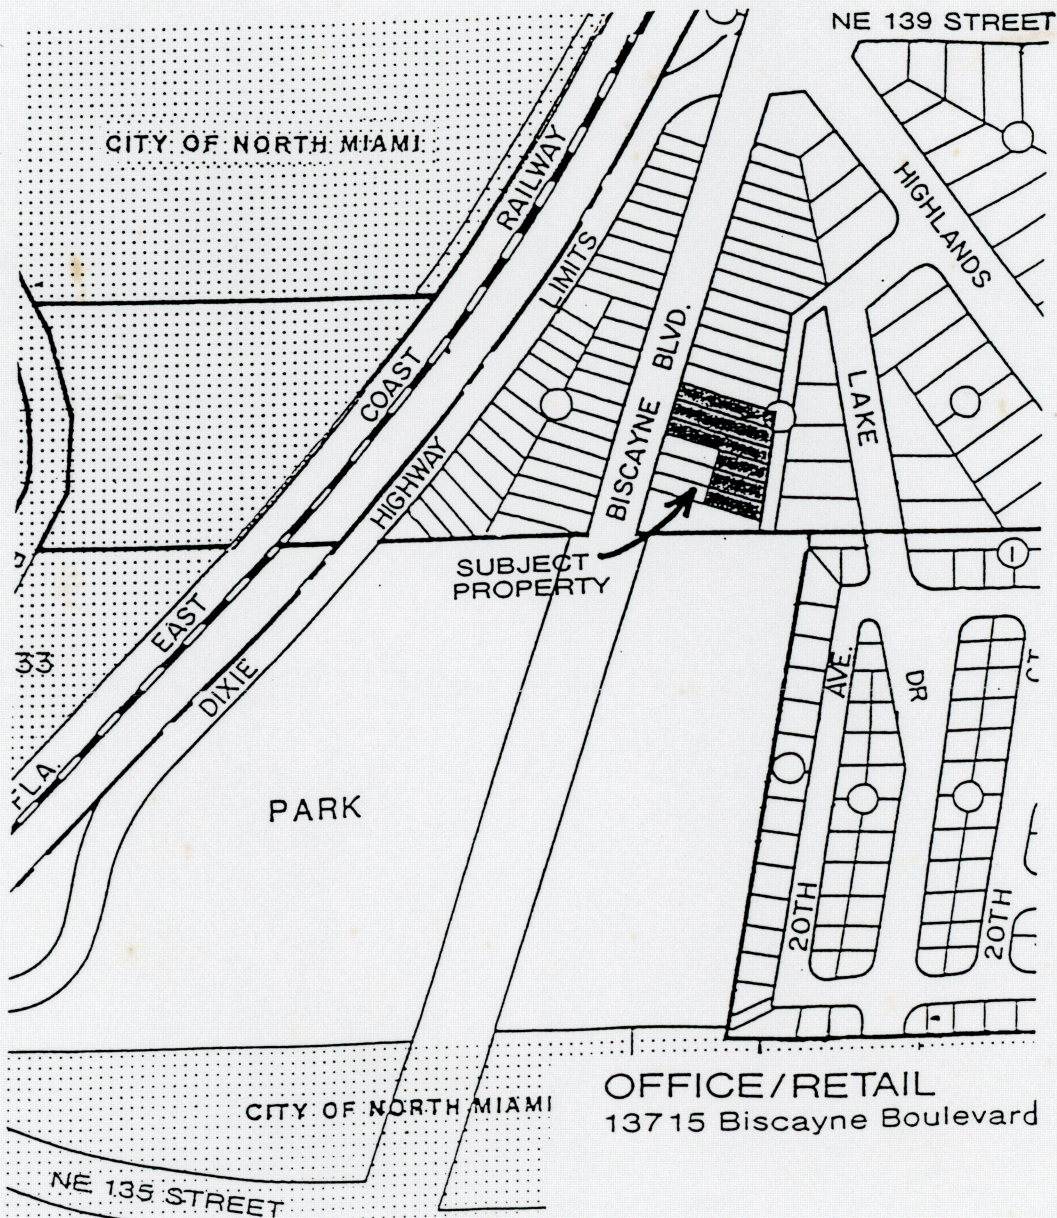 NE 139 STREET
CITY OF NORTH MIAMI
RAILWAY
HIGHLANDS
LIMITS
BLVD.
COAST
LAKE
BISCAYNE
HIGHWAY
SUBJECT
PROPERTY
1
EAST
33
DIXIE
AVE.
DR
CT
FLA.
PARK
20TH
20TH
OFFICE/RETAIL
13715 Biscayne Boulevard
CITY OF NORTH MIAMI
NE 135 STREET